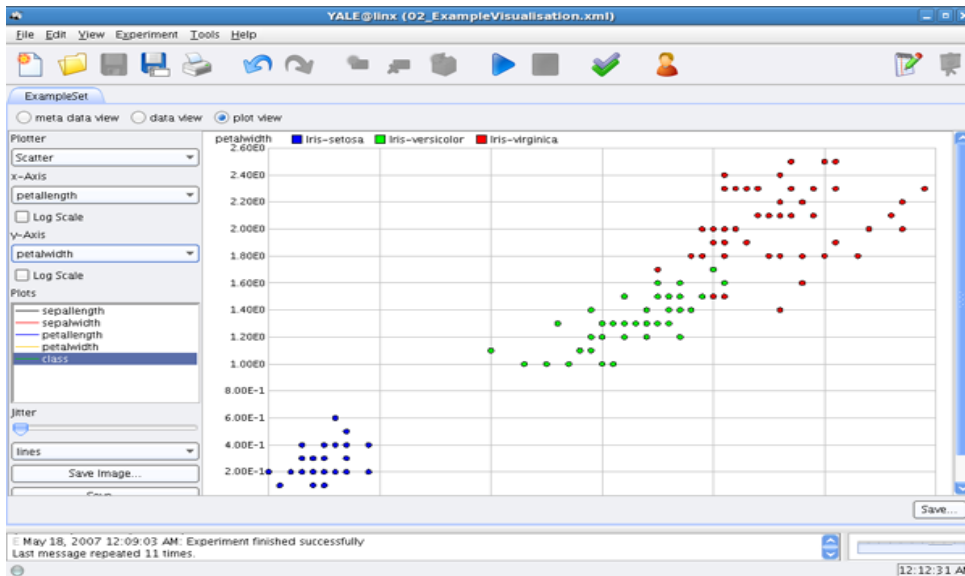 YALE@linx (02_ExampleVisualisation.xml)
File Edit View Experiment Tools Help
ExampleSet
meta data view data view plot view
Plotter
Scatter
x-Axis
petallength
Log Scale
y-Axis
petalwidth
Log Scale
Plots
sepallength
sepalwidth
petallength
petalwidth
class
Jitter
lines
Save Image...
petalwidth Iris-setosa Iris-versicolor Iris-virginica
2.60E0
2.40E0
2.20E0
2.00E0
1.80E0
1.60E0
1.40E0
1.20E0
1.00E0
8.00E-1
6.00E-1
4.00E-1
2.00E-1
Save...
May 18, 2007 12:09:03 AM: Experiment finished successfully
Last message repeated 11 times.
12:12:31